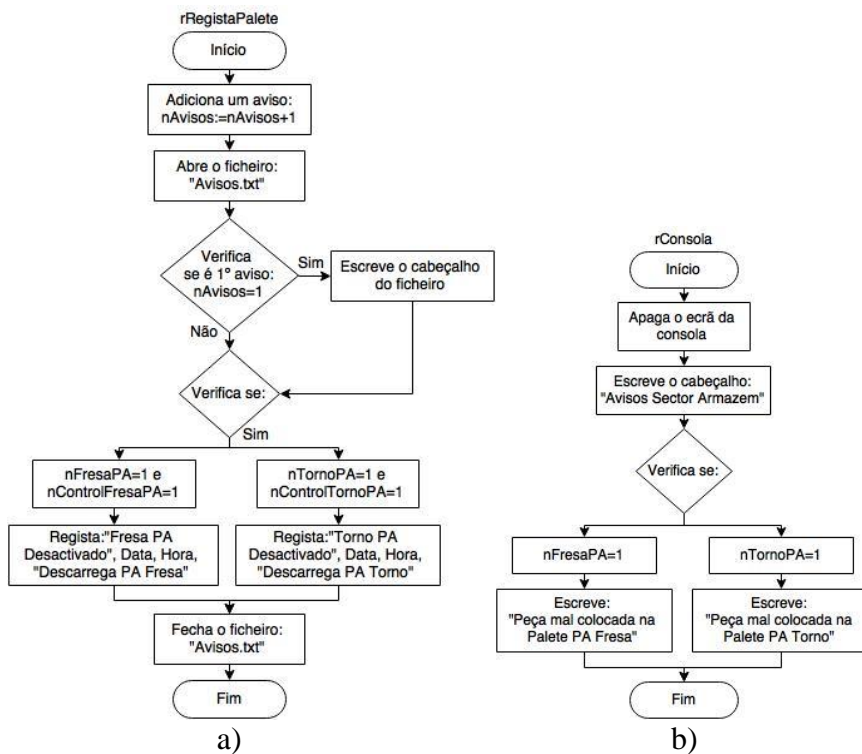 rRegistaPalete
Início
Adiciona um aviso:
nAvisos:=nAvisos+1
Abre o ficheiro:
"Avisos.txt"
Verifica
se é 1º aviso:
nAvisos=1
Sim
Escreve o cabeçalho
do ficheiro
Não
Verifica se:
Sim
nFresaPA=1 e
nControlFresaPA=1
nTornoPA=1 e
nControlTornoPA=1
Regista:"Fresa PA
Desactivado", Data, Hora,
"Descarrega PA Fresa"
Regista:"Torno PA
Desactivado", Data, Hora,
"Descarrega PA Torno"
Fecha o ficheiro:
"Avisos.txt"
Fim
a)
rConsola
Início
Apaga o ecrã da
consola
Escreve o cabeçalho:
"Avisos Sector Armazem"
Verifica se:
nFresaPA=1
nTornoPA=1
Escreve:
"Peça mal colocada na
Palete PA Fresa"
Escreve:
"Peça mal colocada na
Palete PA Torno"
Fim
b)